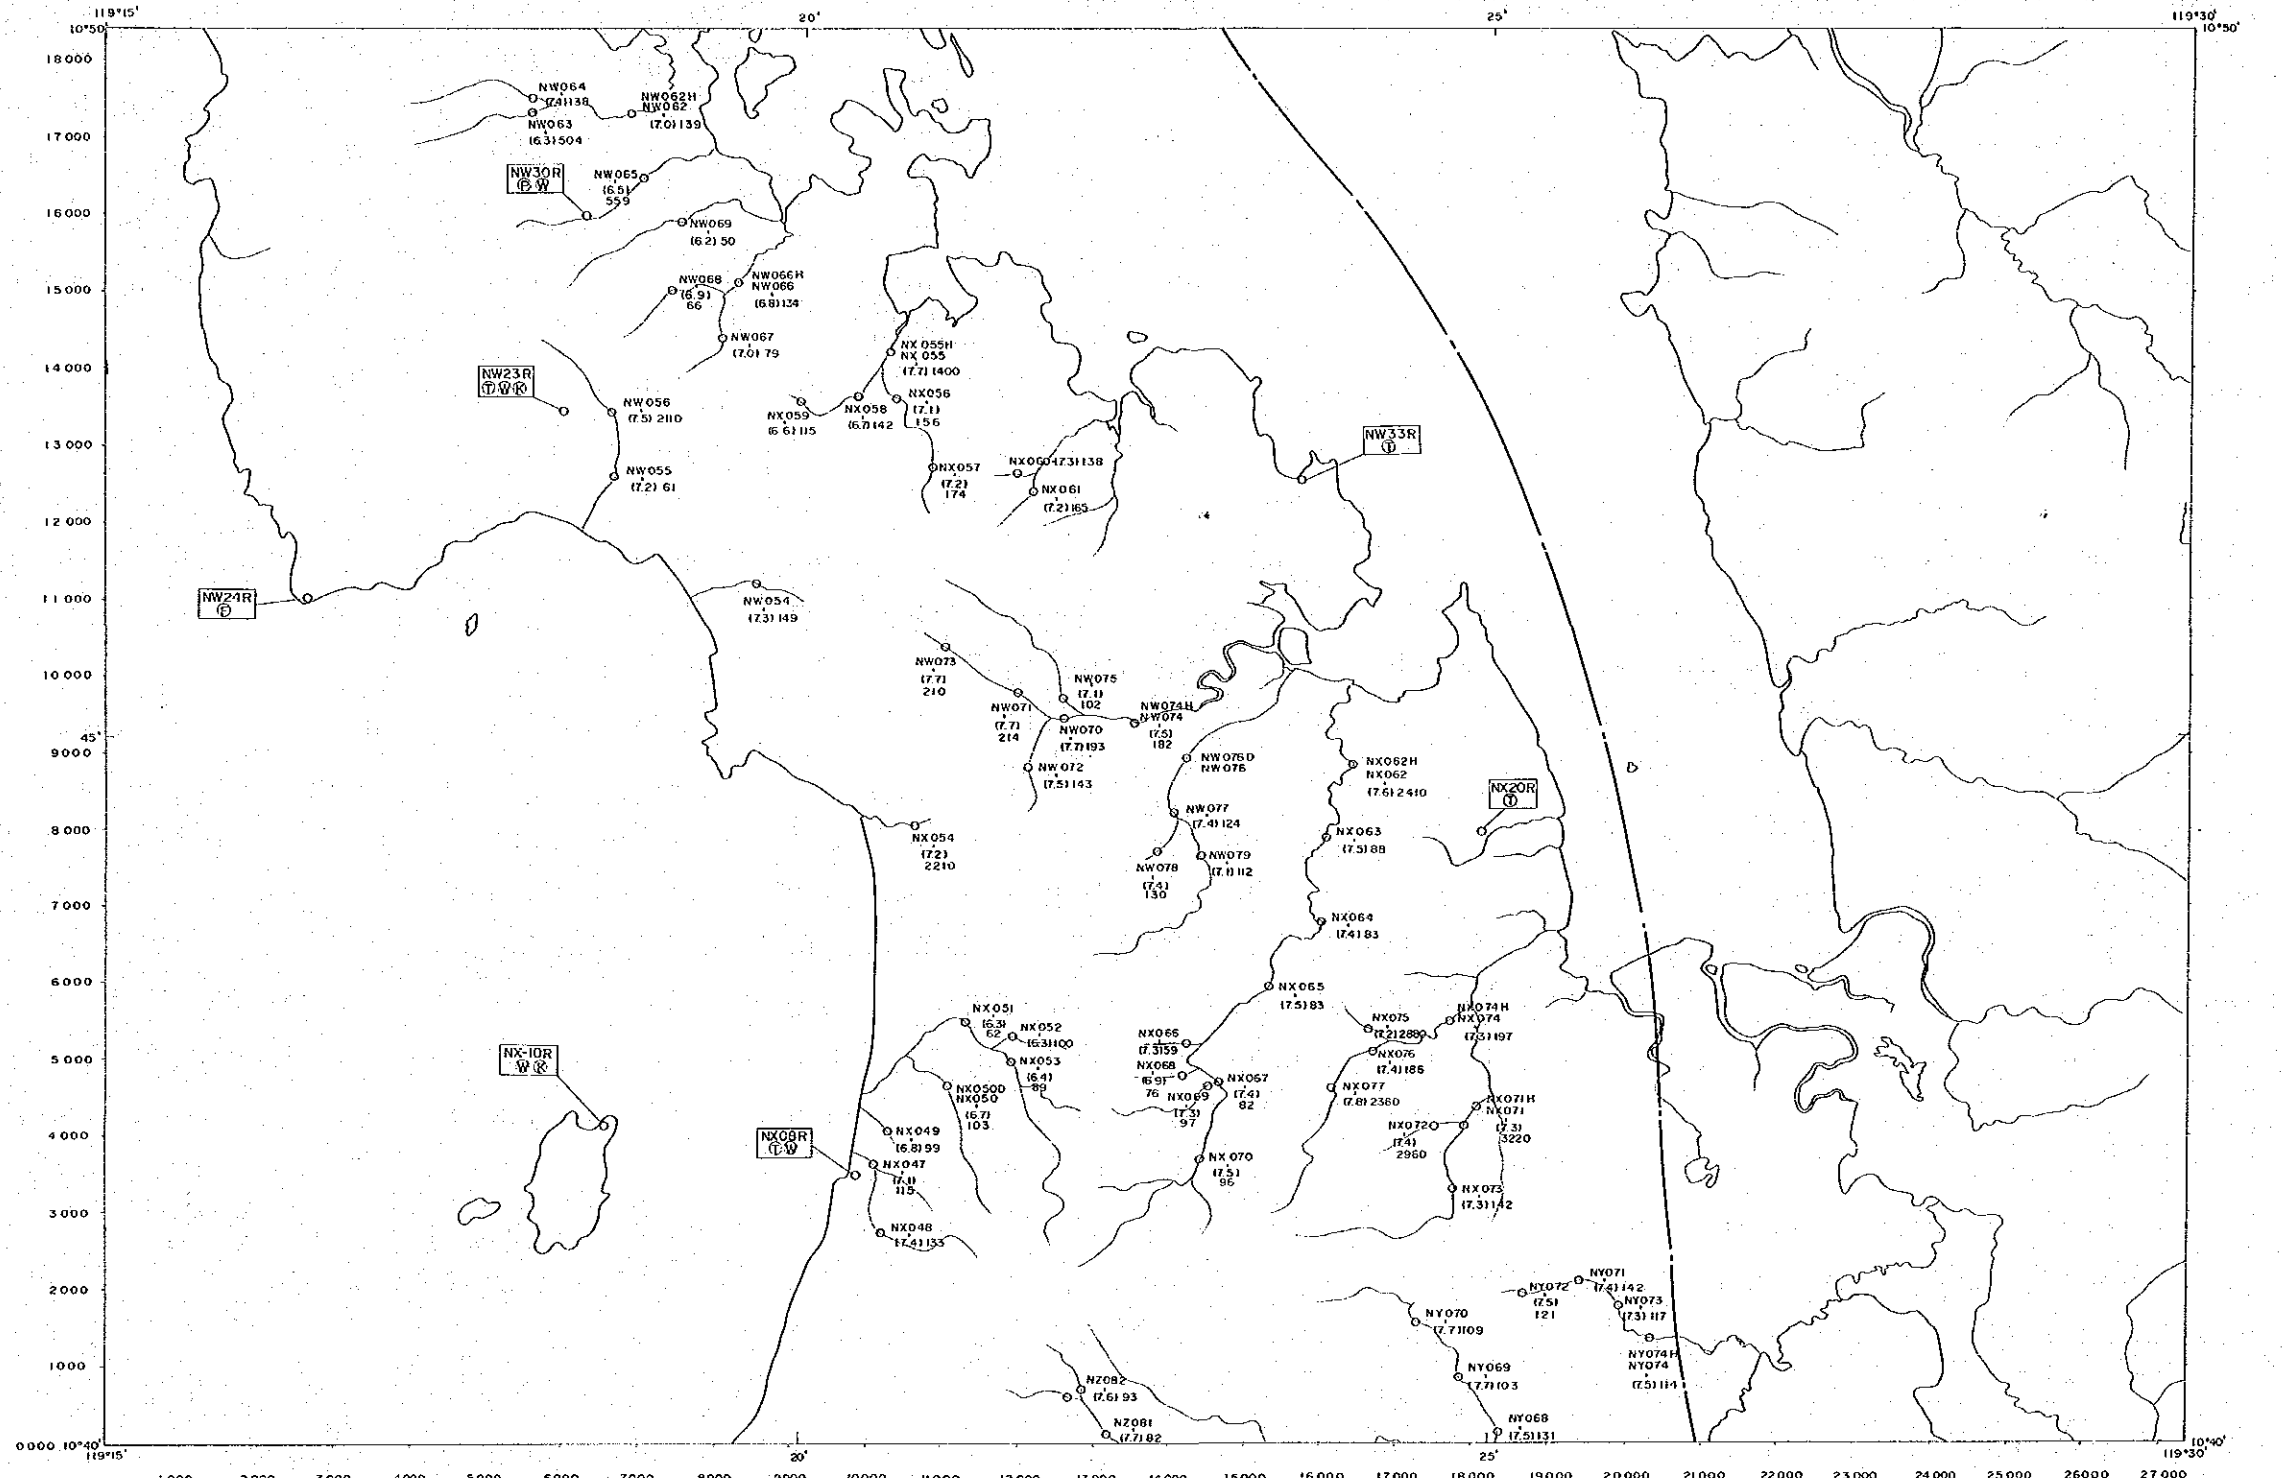 119°15'
20'
25'
119°30'
10°50'
10°50'
18000
17000
16000
15000
14000
13000
12000
11000
10000
45'
9000
8000
7000
6000
5000
4000
3000
2000
1000
0000 10°40'
NW064
(7.4) 138
NW063
(6.3) 504
NW062H
NW062
(7.0) 139
NW30R
Ⓕ Ⓦ
NW065
(6.5)
559
NW069
(6.2) 50
NW068
(6.9)
66
NW066H
NW066
(6.8) 134
NW067
(7.0) 79
NW23R
Ⓣ Ⓦ Ⓚ
NW056
(7.5) 2110
NW055
(7.2) 61
NX055H
NX055
(7.7) 1400
NX059
(6.6) 115
NX058
(6.7) 142
NX056
(7.1)
156
NX057
(7.2)
174
NX060 (7.3) 138
NX061
(7.2) 165
NW33R
Ⓣ
NW24R
Ⓕ
NW054
(7.3) 149
NW073
(7.7)
210
NW071
(7.7)
214
NW075
(7.1)
102
NW070
(7.7) 193
NW074H
NW074
(7.5)
182
NW072
(7.5) 143
NW076D
NW076
NW077
(7.4) 124
NW078
(7.4)
130
NW079
(7.1) 112
NX062H
NX062
(7.6) 2410
NX20R
Ⓣ
NX063
(7.5) 88
NX054
(7.2)
2210
NX064
(7.4) 83
NX065
(7.5) 83
NX051
(6.3)
62
NX052
(6.3) 100
NX053
(6.4)
89
NX066
(7.3) 59
NX068
(6.9)
76
NX069
(7.3)
97
NX067
(7.4)
82
NX075
(7.2) 2880
NX074H
NX074
(7.3) 197
NX076
(7.4) 186
NX077
(7.8) 2360
NX-10R
Ⓦ Ⓚ
NX050D
NX050
(6.7)
103
NX071H
NX071
(7.3)
3220
NX072
(7.4)
2960
NX049
(6.8) 99
NX08R
Ⓣ Ⓦ
NX047
(7.1)
115
NX070
(7.5)
96
NX073
(7.3) 142
NX048
(7.4) 133
NY072
(7.5)
121
NY071
(7.4) 142
NY073
(7.3) 117
NY070
(7.7) 109
NY074H
NY074
(7.5) 114
NY069
(7.7) 103
NZ082
(7.6) 93
NZ081
(7.7) 82
NY068
(7.5) 131
119°15'
20'
25'
10°40'
119°30'
1000 2000 3000 4000 5000 6000 7000 8000 9000 10000 11000 12000 13000 14000 15000 16000 17000 18000 19000 20000 21000 22000 23000 24000 25000 26000 27000